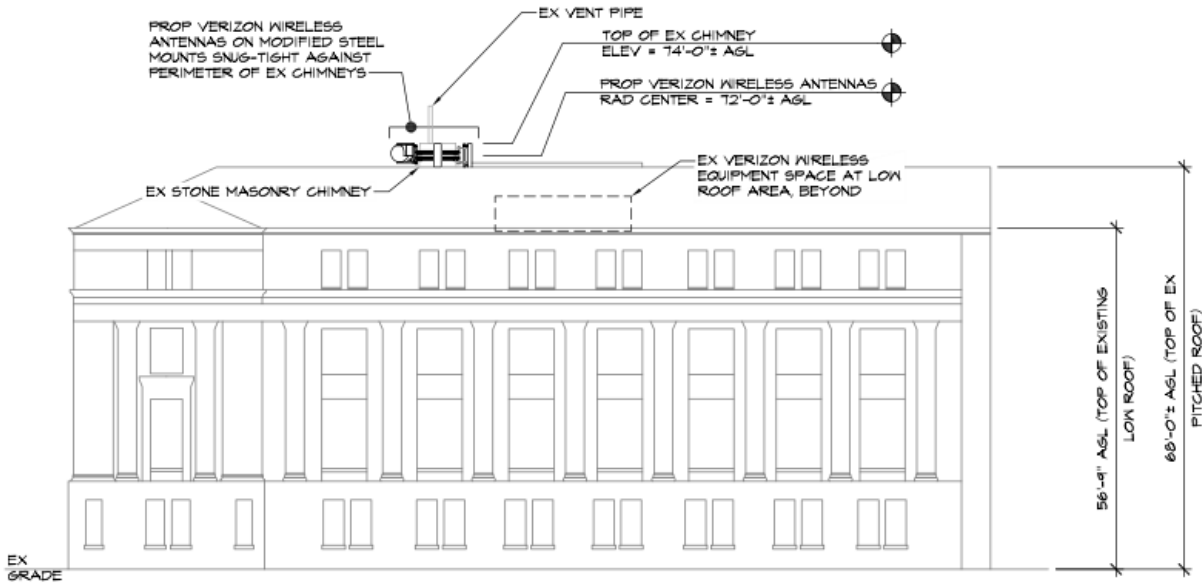 EX VENT PIPE
PROP VERIZON WIRELESS
ANTENNAS ON MODIFIED STEEL
MOUNTS SNUG-TIGHT AGAINST
PERIMETER OF EX CHIMNEYS
TOP OF EX CHIMNEY
ELEV = 74'-0"± AGL
PROP VERIZON WIRELESS ANTENNAS
RAD CENTER = 72'-0"± AGL
EX STONE MASONRY CHIMNEY
EX VERIZON WIRELESS
EQUIPMENT SPACE AT LOW
ROOF AREA, BEYOND
56'-9" AGL (TOP OF EXISTING
LOW ROOF)
68'-0"± AGL (TOP OF EX
PITCHED ROOF)
EX
GRADE